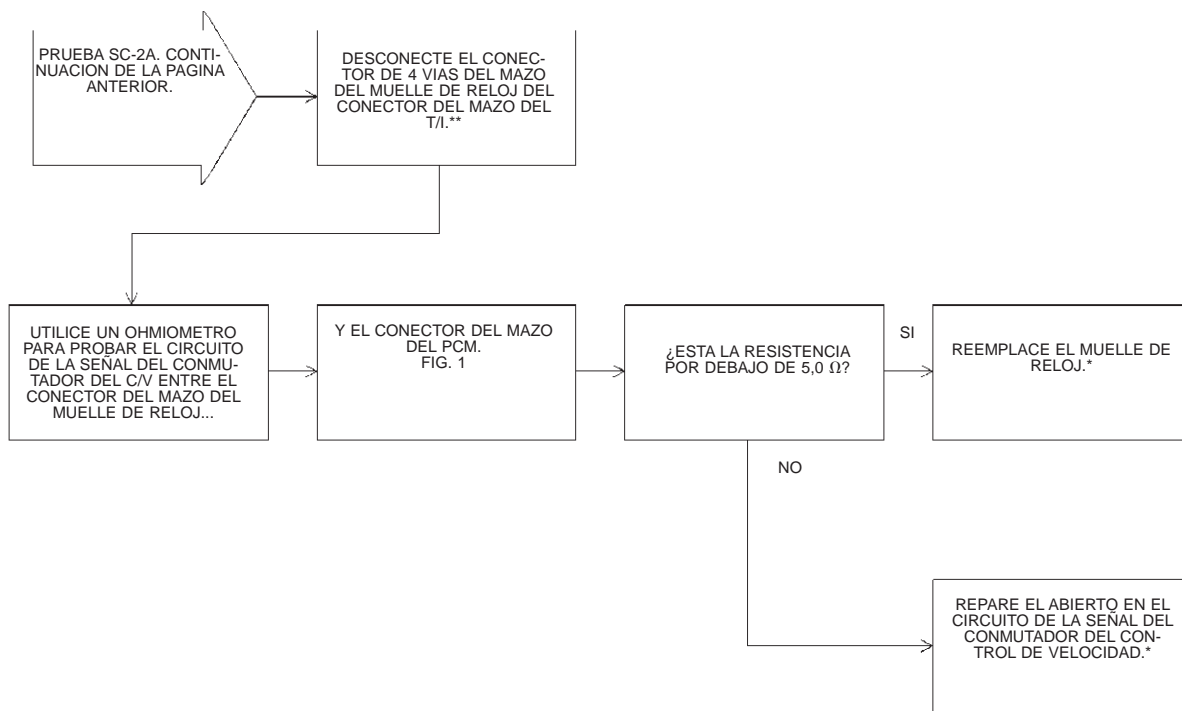 PRUEBA SC-2A. CONTI-
NUACION DE LA PAGINA
ANTERIOR.
DESCONECTE EL CONEC-
TOR DE 4 VIAS DEL MAZO
DEL MUELLE DE RELOJ DEL
CONECTOR DEL MAZO DEL
T/I.**
UTILICE UN OHMIOMETRO
PARA PROBAR EL CIRCUITO
DE LA SEÑAL DEL CONMU-
TADOR DEL C/V ENTRE EL
CONECTOR DEL MAZO DEL
MUELLE DE RELOJ...
Y EL CONECTOR DEL MAZO
DEL PCM.
FIG. 1
¿ESTA LA RESISTENCIA
POR DEBAJO DE 5,0 Ω?
SI
REEMPLACE EL MUELLE DE
RELOJ.*
NO
REPARE EL ABIERTO EN EL
CIRCUITO DE LA SEÑAL DEL
CONMUTADOR DEL CON-
TROL DE VELOCIDAD.*